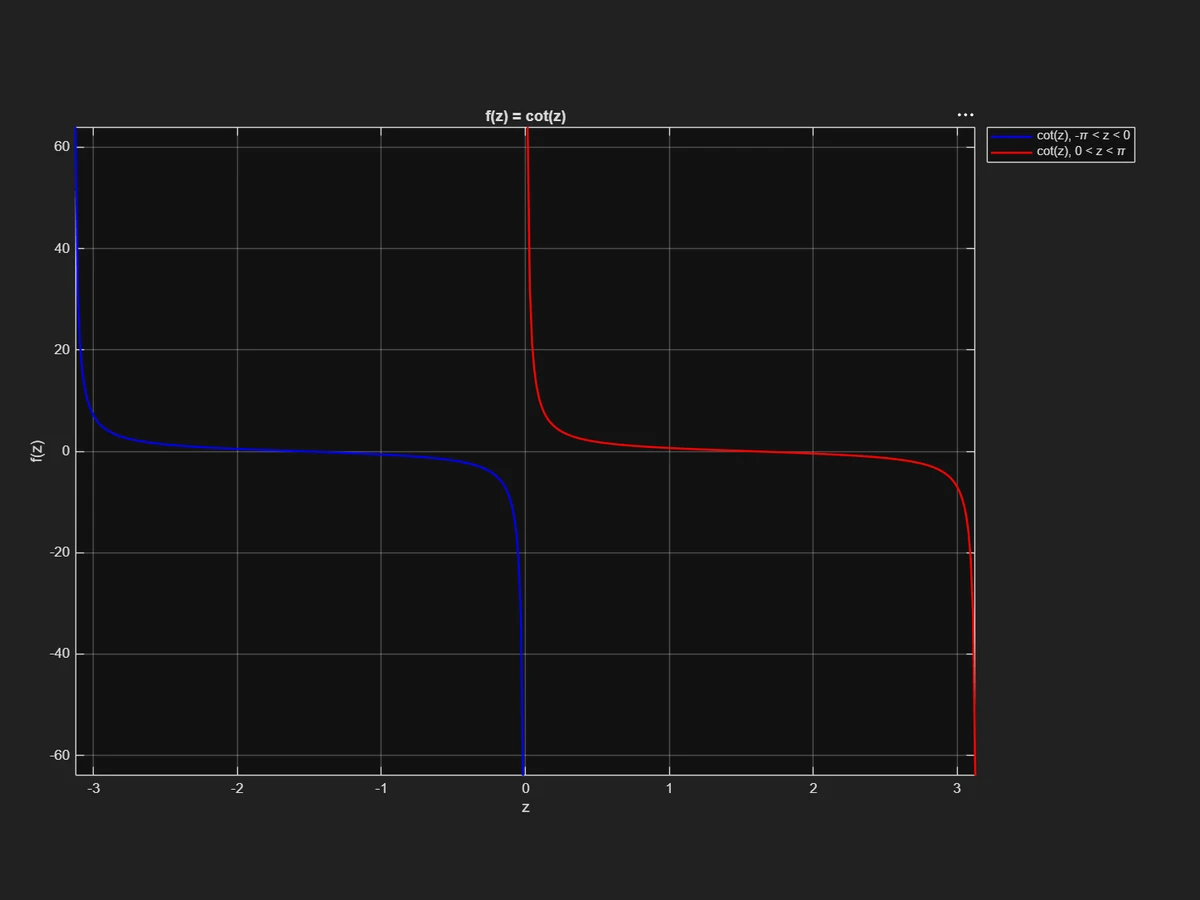 f(z) = cot(z)
cot(z), -π < z < 0
cot(z), 0 < z < π
60
40
20
0
-20
-40
-60
f(z)
-3 -2 -1 0 1 2 3
z